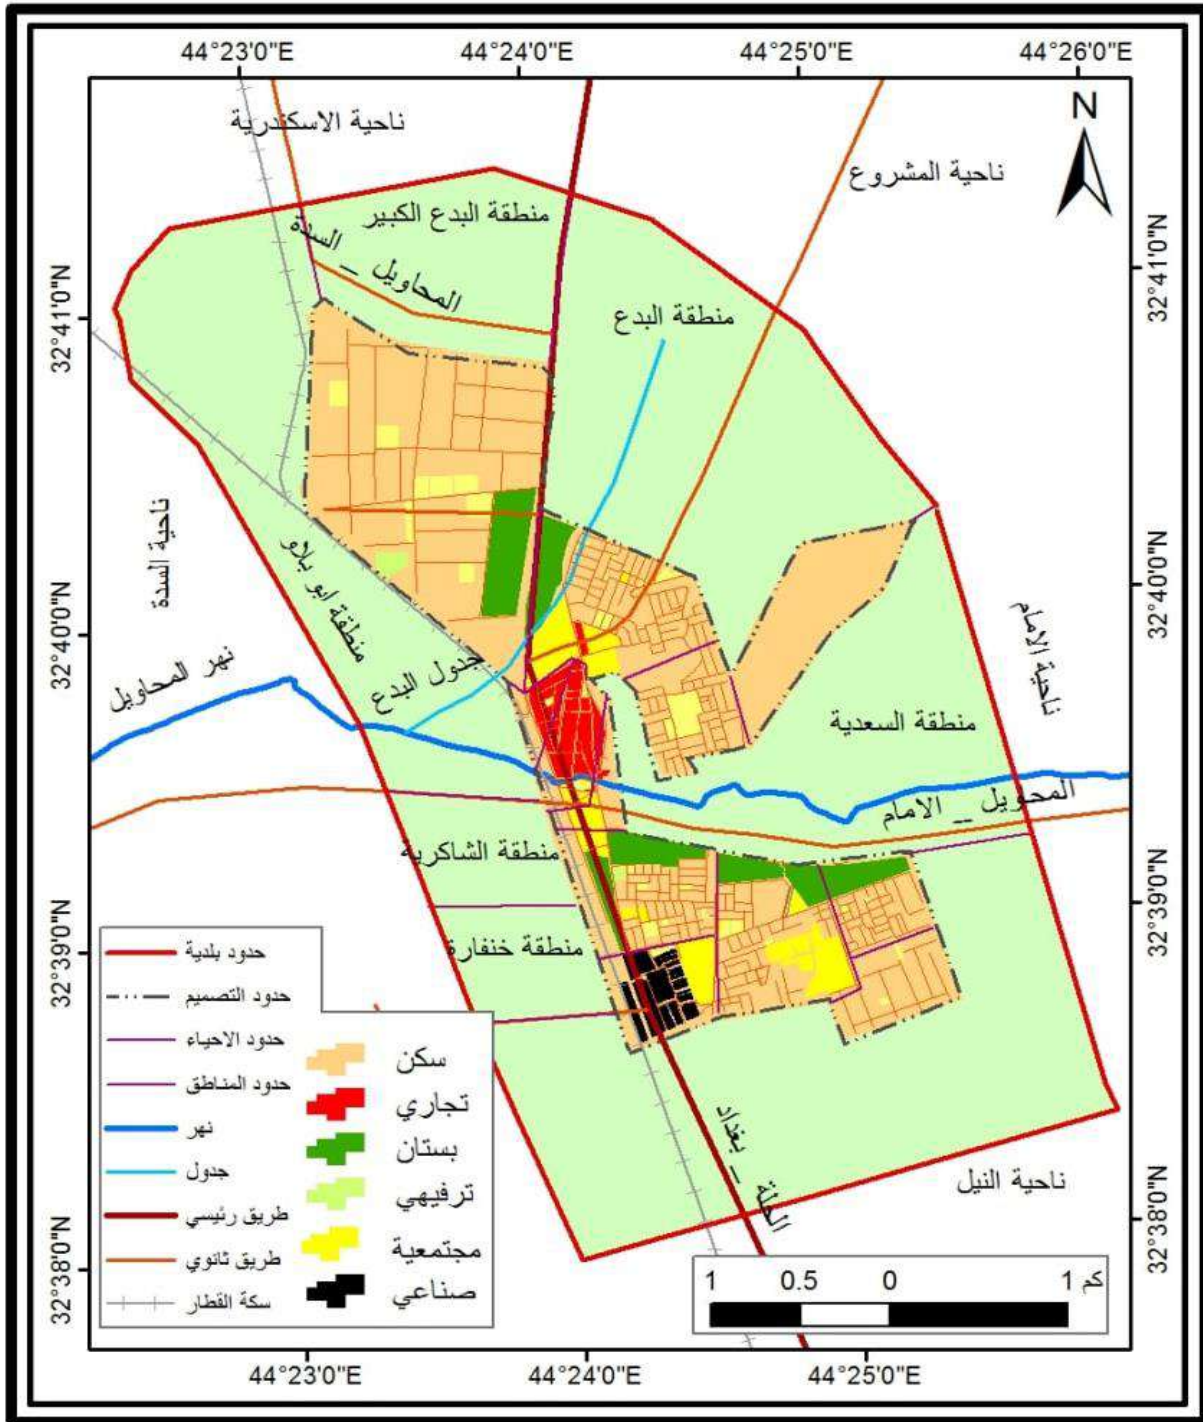 44°23'0"E
44°24'0"E
44°25'0"E
44°26'0"E
N
ناحية الاسكندرية
ناحية المشروع
منطقة البدع الكبير
المحاويل _ السدة
منطقة البدع
32°41'0"N
32°41'0"N
ناحية السدة
منطقة ابو بلاو
32°40'0"N
32°40'0"N
ناحية الامام
جدول البدع
نهر المحاويل
منطقة السعدية
المحويل _ الامام
منطقة الشاكرية
32°39'0"N
32°39'0"N
منطقة خنفارة
حدود بلدية
حدود التصميم
حدود الاحياء
حدود المناطق
نهر
جدول
طريق رئيسي
طريق ثانوي
سكة القطار
سكن
تجاري
بستان
ترفيهي
مجتمعية
صناعي
الحلة _ بغداد
ناحية النيل
32°38'0"N
32°38'0"N
1 0.5 0 1 كم
44°23'0"E
44°24'0"E
44°25'0"E